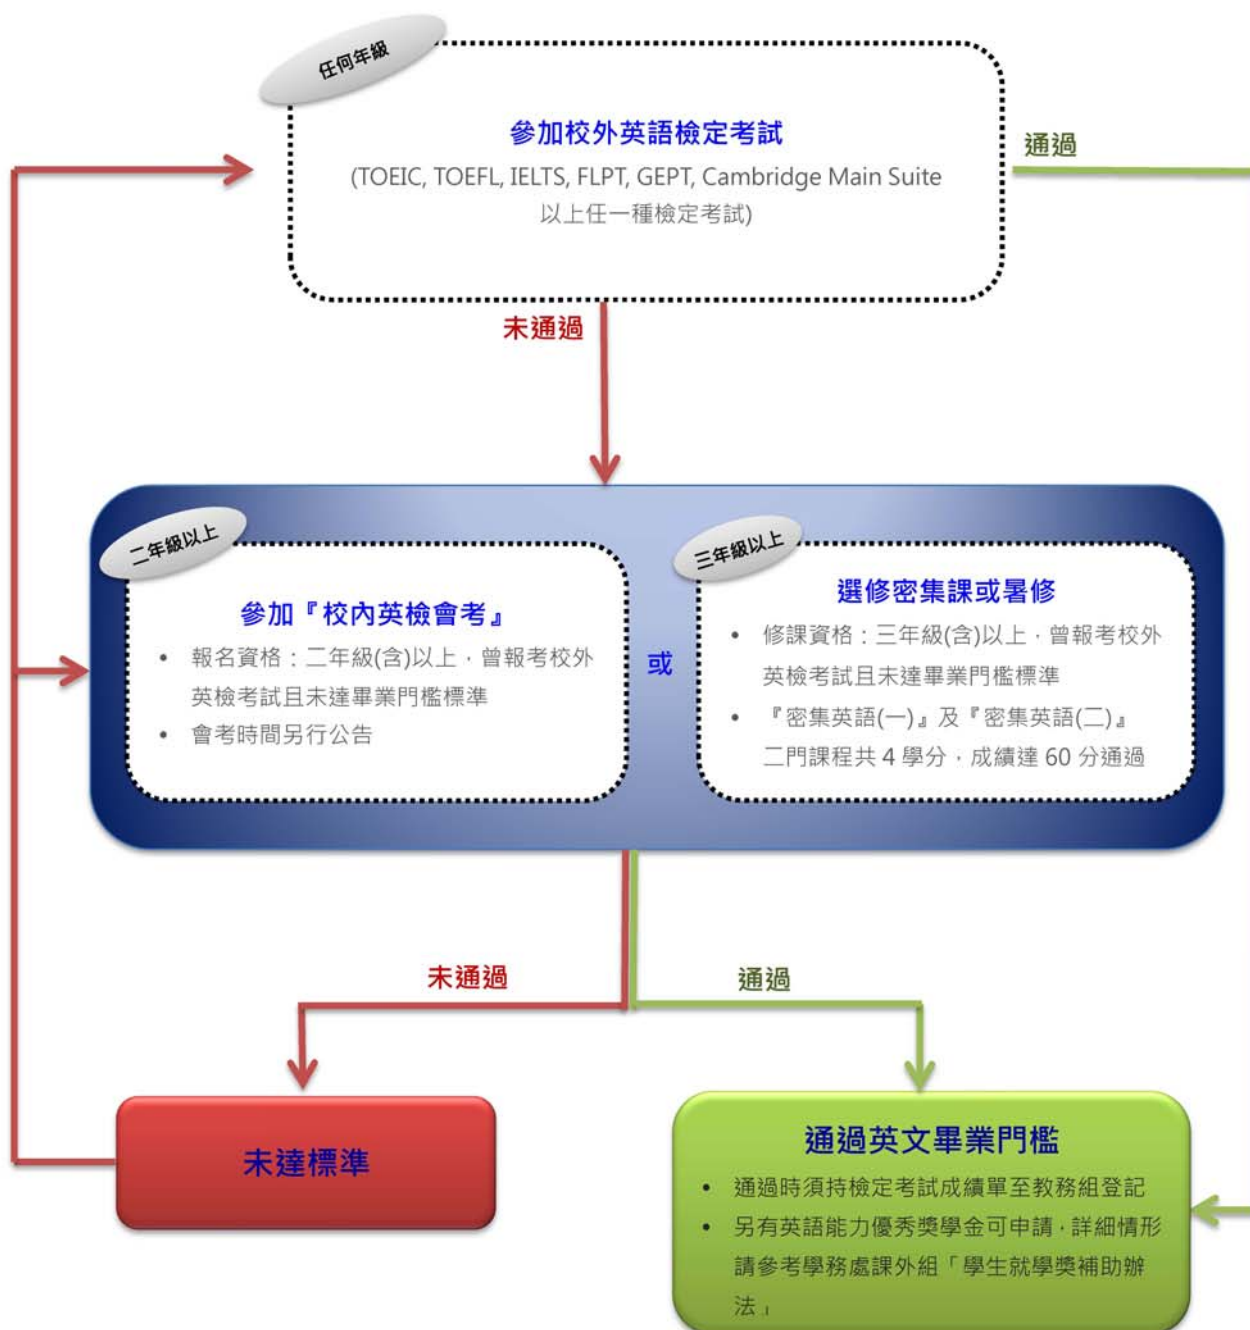 任何年級
參加校外英語檢定考試
(TOEIC, TOEFL, IELTS, FLPT, GEPT, Cambridge Main Suite
以上任一種檢定考試)
通過
未通過
二年級以上
參加『校內英檢會考』
• 報名資格：二年級(含)以上，曾報考校外
英檢考試且未達畢業門檻標準
• 會考時間另行公告
或
三年級以上
選修密集課或暑修
• 修課資格：三年級(含)以上，曾報考校外
英檢考試且未達畢業門檻標準
• 『密集英語(一)』及『密集英語(二)』
二門課程共 4 學分，成績達 60 分通過
未通過
通過
未達標準
通過英文畢業門檻
• 通過時須持檢定考試成績單至教務組登記
• 另有英語能力優秀獎學金可申請，詳細情形
請參考學務處課外組「學生就學獎補助辦
法」